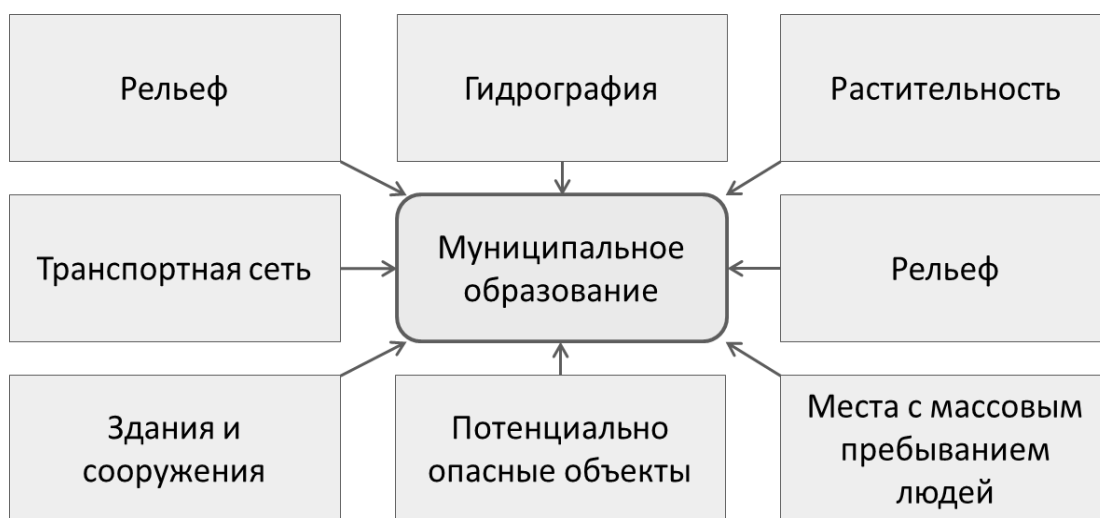 Рельеф
Гидрография
Растительность
Транспортная сеть
Муниципальное
образование
Рельеф
Здания и
сооружения
Потенциально
опасные объекты
Места с массовым
пребыванием
людей